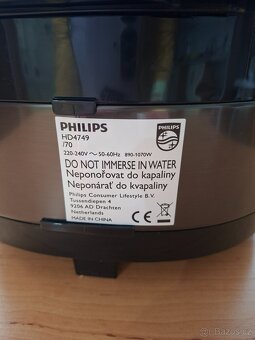 PHILIPS
HD4749
/70
220-240V ~ 50-60Hz 890-1070W
DO NOT IMMERSE IN WATER
Neponořovat do kapaliny
Neponárať do kvapaliny
Philips Consumer Lifestyle B.V.
Tussendiepen 4
9206 AD Drachten
Netherlands
MADE IN CHINA
CE
PHILIPS